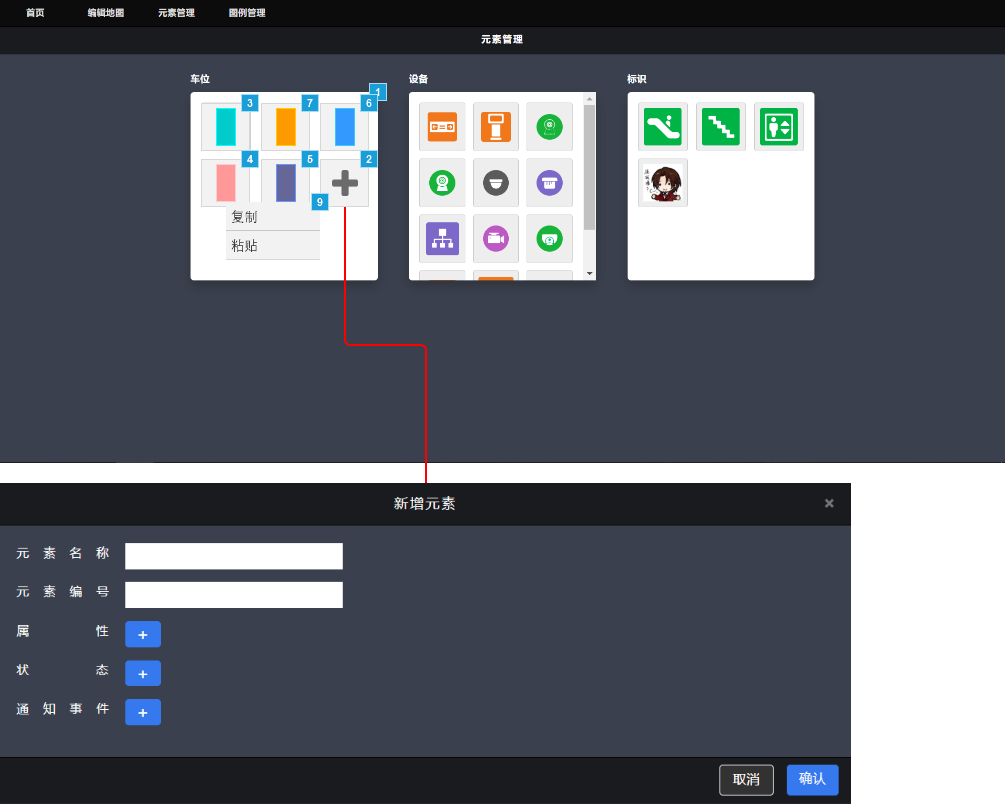 首页 编辑地图 元素管理 图例管理
元素管理
车位 设备 标识
1
3 7 6
4 5 2
9
复制
粘贴
新增元素 ×
元素名称
元素编号
属性 +
状态 +
通知事件 +
取消 确认